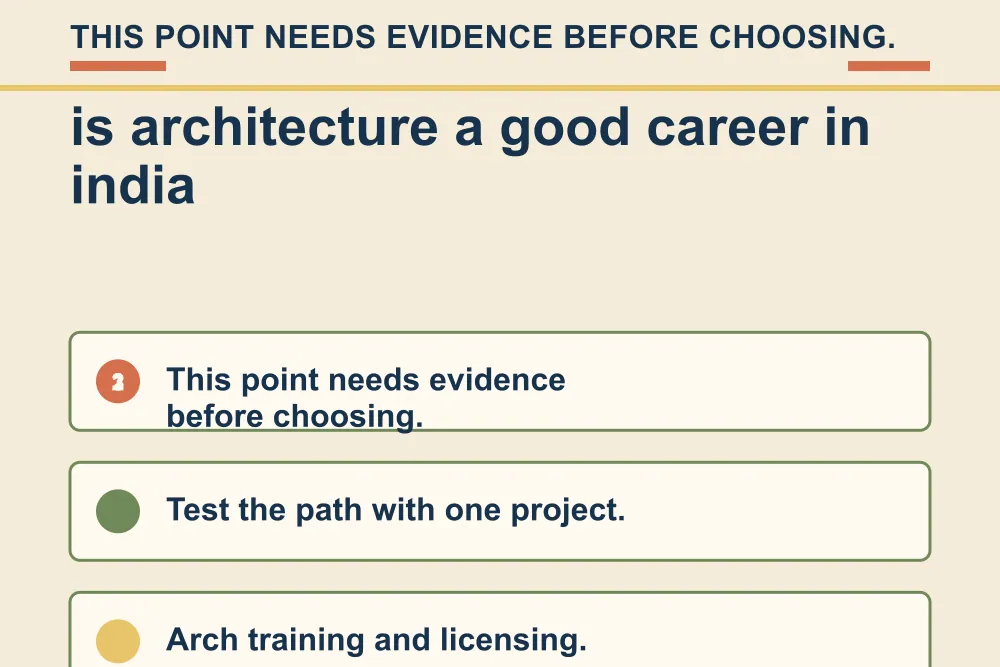 THIS POINT NEEDS EVIDENCE BEFORE CHOOSING.
is architecture a good career in
india
This point needs evidence
before choosing.
Test the path with one project.
Arch training and licensing.